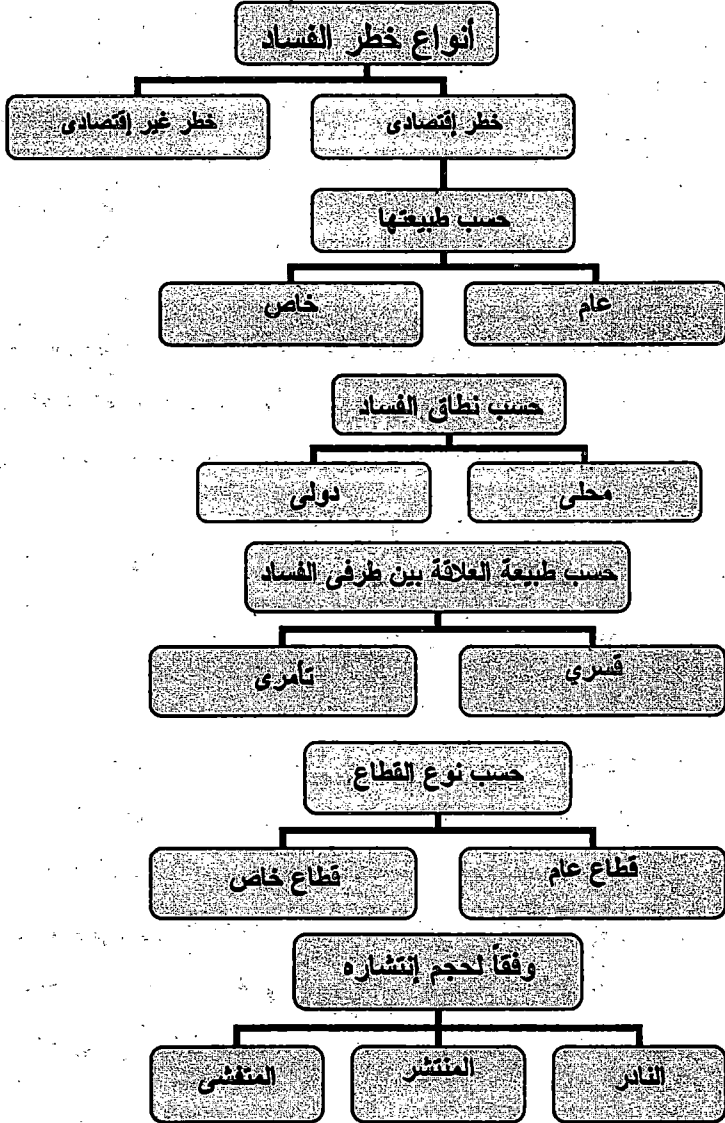 أنواع خطر الفساد
خطر إقتصادى
خطر غير إقتصادى
حسب طبيعتها
عام
خاص
حسب نطاق الفساد
محلى
دولى
حسب طبيعة العلاقة بين طرفى الفساد
قسري
تأمرى
حسب نوع القطاع
قطاع عام
قطاع خاص
وفقاً لحجم إنتشاره
النادر
المنتشر
المتفشى